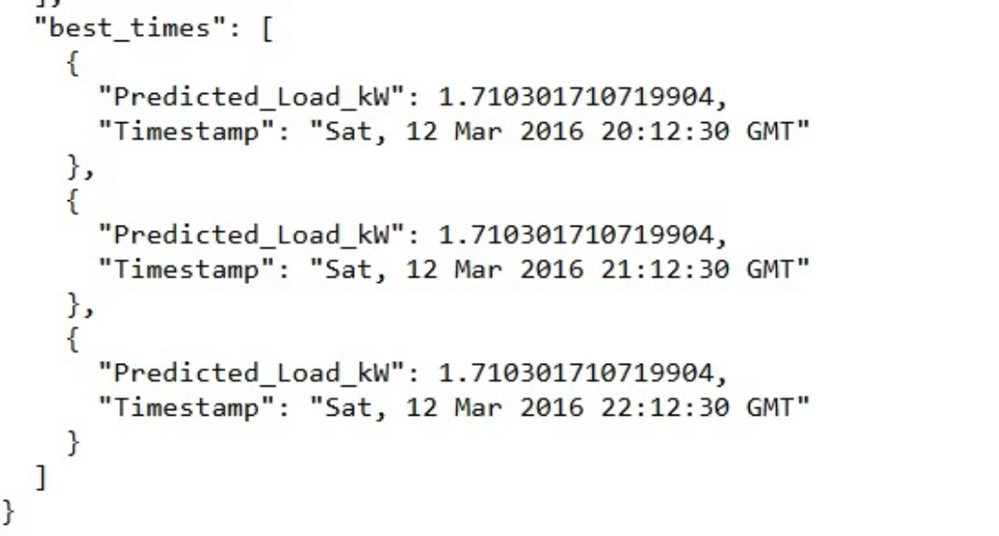 ],
"best_times": [
{
"Predicted_Load_kW": 1.710301710719904,
"Timestamp": "Sat, 12 Mar 2016 20:12:30 GMT"
},
{
"Predicted_Load_kW": 1.710301710719904,
"Timestamp": "Sat, 12 Mar 2016 21:12:30 GMT"
},
{
"Predicted_Load_kW": 1.710301710719904,
"Timestamp": "Sat, 12 Mar 2016 22:12:30 GMT"
}
]
}